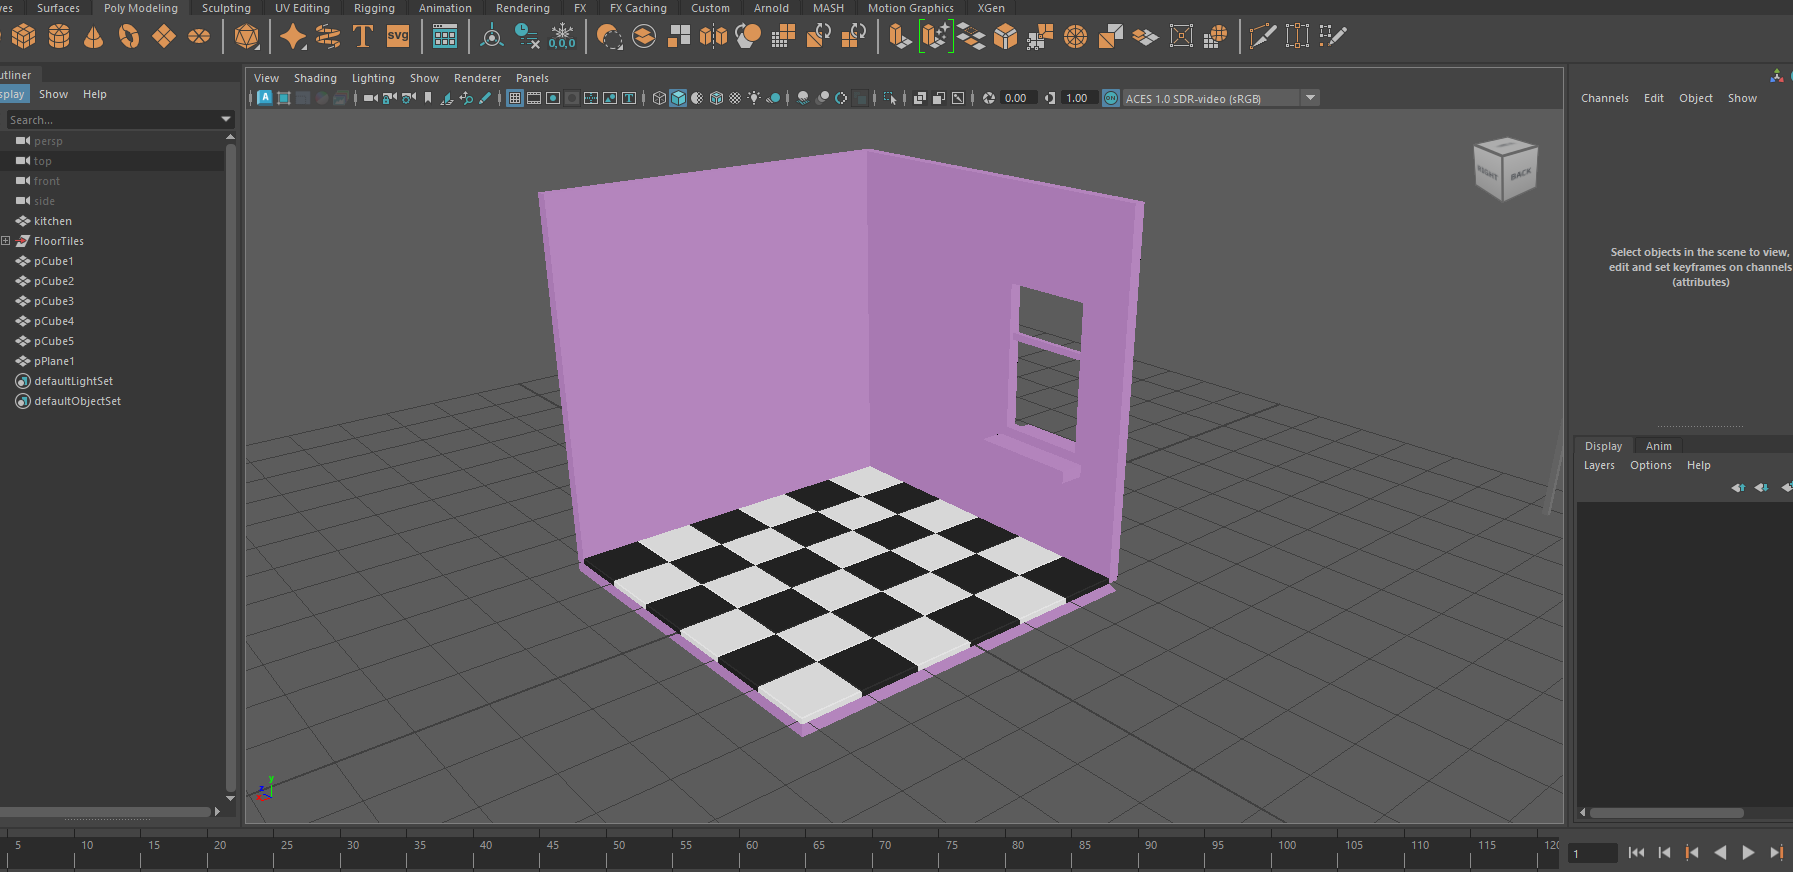 ves Surfaces Poly Modeling Sculpting UV Editing Rigging Animation Rendering FX FX Caching Custom Arnold MASH Motion Graphics XGen
T svg 0,0,0
utliner
splay Show Help
Search...
persp
top
front
side
kitchen
FloorTiles
pCube1
pCube2
pCube3
pCube4
pCube5
pPlane1
defaultLightSet
defaultObjectSet
View Shading Lighting Show Renderer Panels
A T 0.00 1.00 ON ACES 1.0 SDR-video (sRGB)
RIGHT BACK
y
z
Channels Edit Object Show
Select objects in the scene to view,
edit and set keyframes on channels
(attributes)
Display Anim
Layers Options Help
5 10 15 20 25 30 35 40 45 50 55 60 65 70 75 80 85 90 95 100 105 110 115 120
1